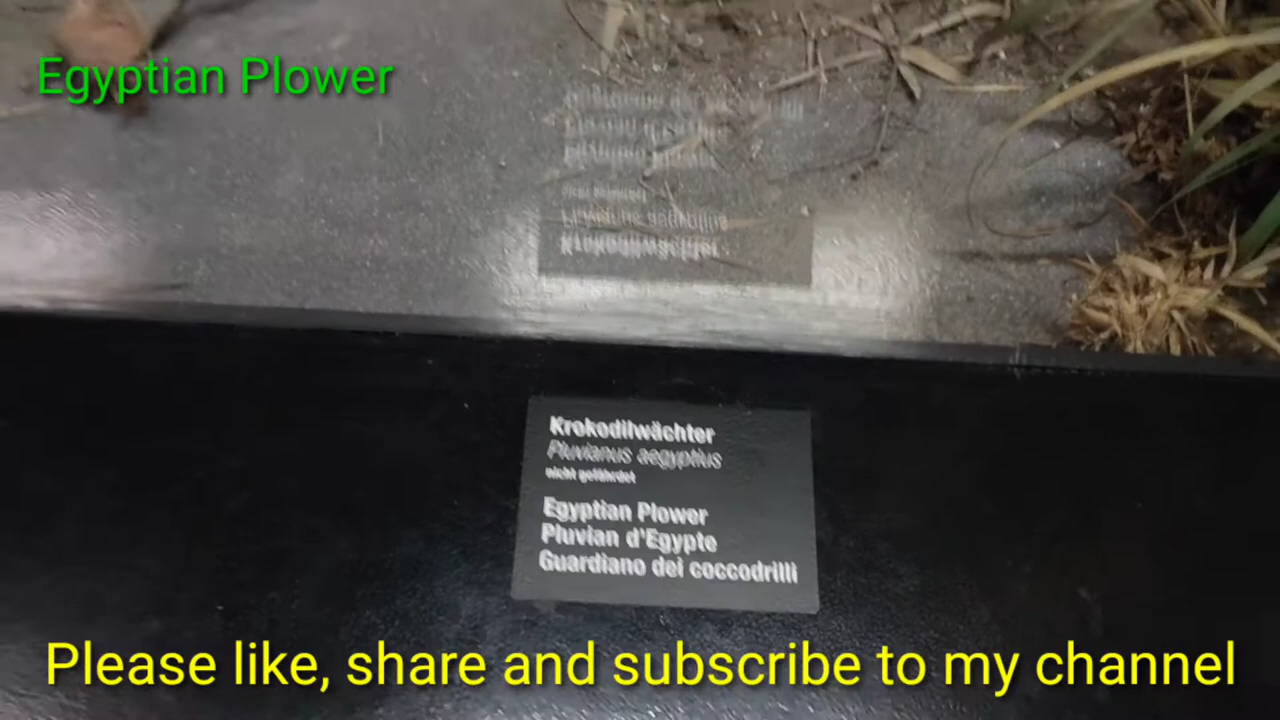 Egyptian Plower
Krokodilwächter
Pluvianus aegyptius
nicht gefährdet
Egyptian Plower
Pluvian d'Egypte
Guardiano dei coccodrilli
Please like, share and subscribe to my channel